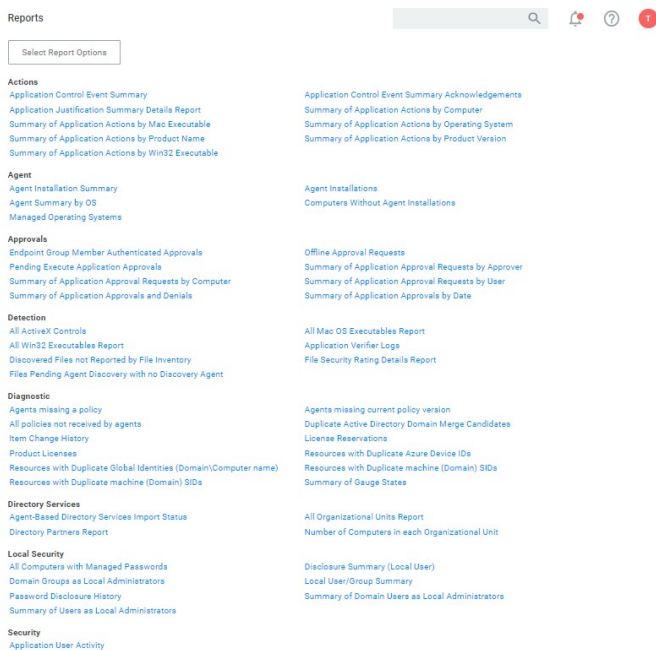 Reports
T
Select Report Options
Actions
Application Control Event Summary
Application Control Event Summary Acknowledgements
Application Justification Summary Details Report
Summary of Application Actions by Computer
Summary of Application Actions by Mac Executable
Summary of Application Actions by Operating System
Summary of Application Actions by Product Name
Summary of Application Actions by Product Version
Summary of Application Actions by Win32 Executable
Agent
Agent Installation Summary
Agent Installations
Agent Summary by OS
Computers Without Agent Installations
Managed Operating Systems
Approvals
Endpoint Group Member Authenticated Approvals
Offline Approval Requests
Pending Execute Application Approvals
Summary of Application Approval Requests by Approver
Summary of Application Approval Requests by Computer
Summary of Application Approval Requests by User
Summary of Application Approvals and Denials
Summary of Application Approvals by Date
Detection
All ActiveX Controls
All Mac OS Executables Report
All Win32 Executables Report
Application Verifier Logs
Discovered Files not Reported by File Inventory
File Security Rating Details Report
Files Pending Agent Discovery with no Discovery Agent
Diagnostic
Agents missing a policy
Agents missing current policy version
All policies not received by agents
Duplicate Active Directory Domain Merge Candidates
Item Change History
License Reservations
Product Licenses
Resources with Duplicate Azure Device IDs
Resources with Duplicate Global Identities (Domain\Computer name)
Resources with Duplicate machine (Domain) SIDs
Resources with Duplicate machine (Domain) SIDs
Summary of Gauge States
Directory Services
Agent-Based Directory Services Import Status
All Organizational Units Report
Directory Partners Report
Number of Computers in each Organizational Unit
Local Security
All Computers with Managed Passwords
Disclosure Summary (Local User)
Domain Groups as Local Administrators
Local User/Group Summary
Password Disclosure History
Summary of Domain Users as Local Administrators
Summary of Users as Local Administrators
Security
Application User Activity